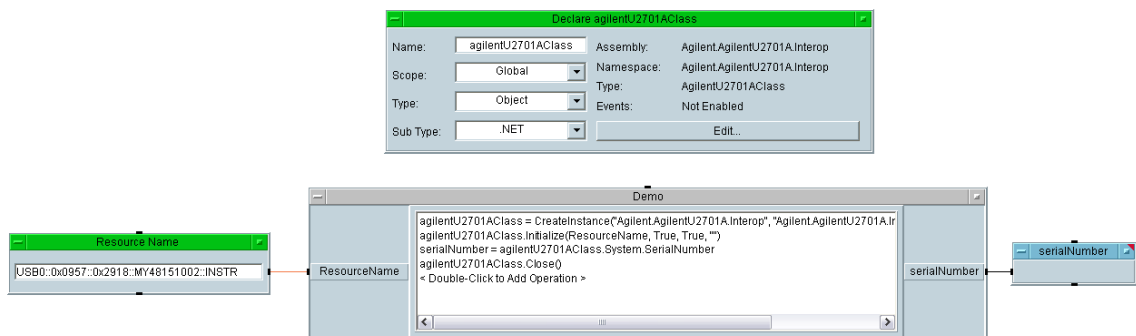 Declare agilentU2701AClass
Name: agilentU2701AClass Assembly: Agilent.AgilentU2701A.Interop
Scope: Global Namespace: Agilent.AgilentU2701A.Interop
Type: AgilentU2701AClass
Type: Object Events: Not Enabled
Sub Type: .NET Edit...
Demo
agilentU2701AClass = CreateInstance("Agilent.AgilentU2701A.Interop", "Agilent.AgilentU2701A.Ir
agilentU2701AClass.Initialize(ResourceName, True, True, "")
serialNumber = agilentU2701AClass.System.SerialNumber
agilentU2701AClass.Close()
< Double-Click to Add Operation >
Resource Name
USB0::0x0957::0x2918::MY48151002::INSTR
ResourceName
serialNumber
serialNumber